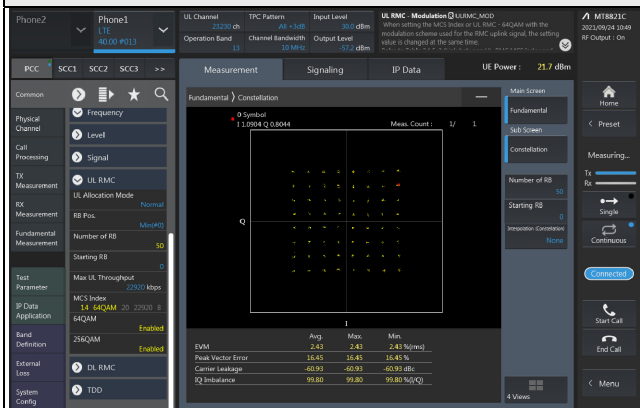 Phone2
Phone1
LTE
40.00 #013
UL Channel
23230 ch
TPC Pattern
All +3dB
Input Level
30.0 dBm
Operation Band
13
Channel Bandwidth
10 MHz
Output Level
-57.2 dBm
UL RMC - Modulation ULRMC_MOD
When setting the MCS Index or UL RMC - 64QAM with the
modulation scheme used for the RMC uplink signal, the setting
value is changed at the same time.
MT8821C
2021/09/24 10:49
RF Output : On
PCC
SCC1
SCC2
SCC3
>>
Measurement
Signaling
IP Data
UE Power : 21.7 dBm
Common
Physical
Channel
Call
Processing
TX
Measurement
RX
Measurement
Fundamental
Measurement
Test
Parameter
IP Data
Application
Band
Definition
External
Loss
System
Config
Frequency
Level
Signal
UL RMC
UL Allocation Mode
Normal
RB Pos.
Min(#0)
Number of RB
50
Starting RB
0
Max UL Throughput
22920 kbps
MCS Index
14 64QAM 20 22920 8
64QAM
Enabled
256QAM
Enabled
DL RMC
TDD
Fundamental Constellation
0 Symbol
I 1.0904 Q 0.8044
Meas. Count : 1/ 1
Q
I
Avg. Max. Min.
EVM 2.43 2.43 2.43 %(rms)
Peak Vector Error 16.45 16.45 16.45 %
Carrier Leakage -60.93 -60.93 -60.93 dBc
IQ Imbalance 99.80 99.80 99.80 %(I/Q)
Main Screen
Fundamental
Sub Screen
Constellation
Number of RB
50
Starting RB
0
Interpolation (Constellation)
None
4 Views
Home
Preset
Measuring...
Tx
Rx
Single
Continuous
Connected
Start Call
End Call
Menu